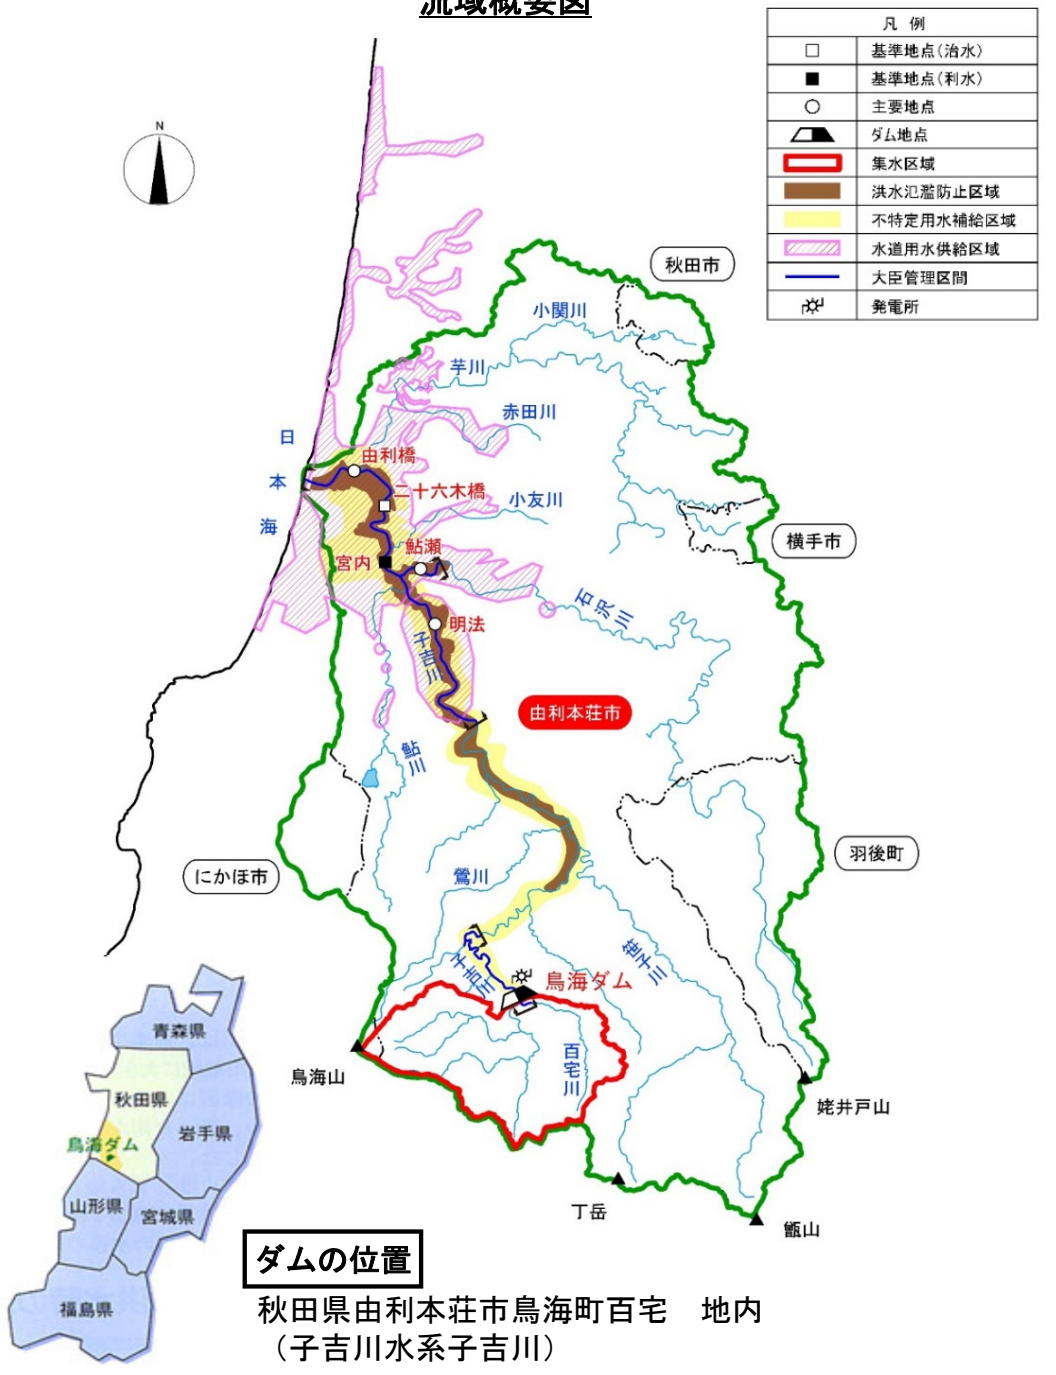 流域概要図
凡 例
基準地点(治水)
基準地点(利水)
主要地点
ダム地点
集水区域
洪水氾濫防止区域
不特定用水補給区域
水道用水供給区域
大臣管理区間
発電所
N
秋田市
小関川
芋川
赤田川
日本海
由利橋
二十六木橋
小友川
横手市
鮎瀬
宮内
石沢川
明法
子吉川
由利本荘市
鮎川
羽後町
にかほ市
鶯川
笹子川
子吉川
鳥海ダム
百宅川
鳥海山
姥井戸山
丁岳
甑山
青森県
秋田県
岩手県
鳥海ダム
山形県
宮城県
福島県
ダムの位置
秋田県由利本荘市鳥海町百宅 地内
(子吉川水系子吉川)